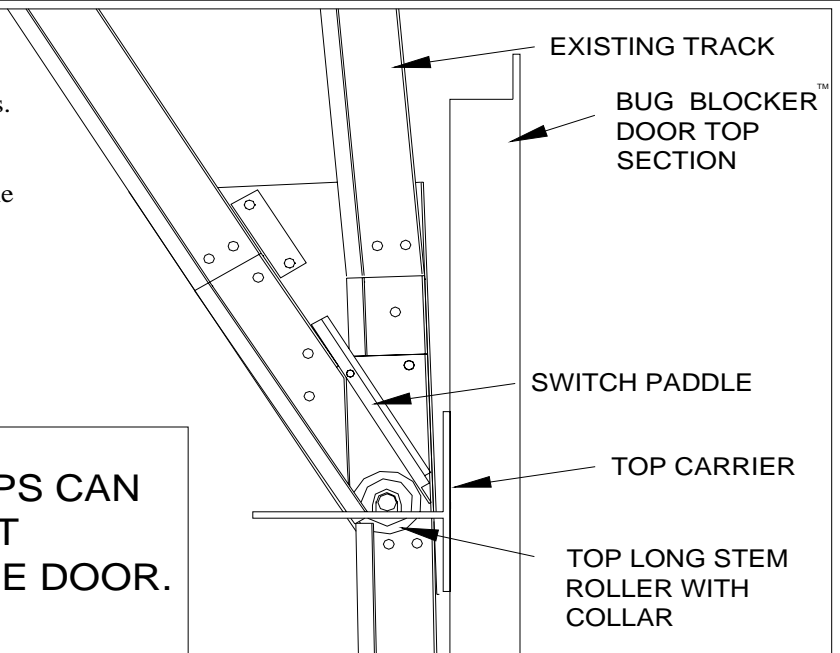 s.
e
PS CAN
T
E DOOR.
EXISTING TRACK
BUG BLOCKER™
DOOR TOP
SECTION
SWITCH PADDLE
TOP CARRIER
TOP LONG STEM
ROLLER WITH
COLLAR